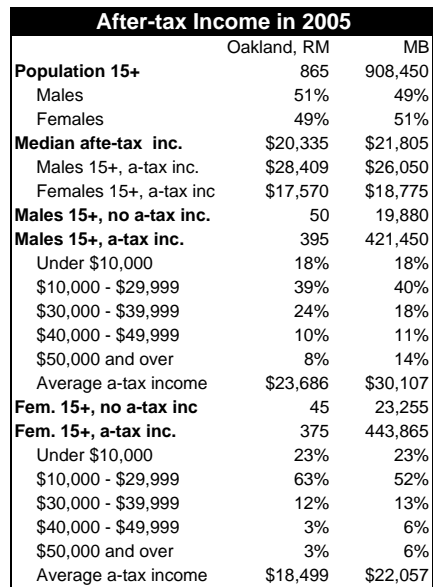 After-tax Income in 2005
Oakland, RM MB
Population 15+ 865 908,450
Males 51% 49%
Females 49% 51%
Median afte-tax inc. $20,335 $21,805
Males 15+, a-tax inc. $28,409 $26,050
Females 15+, a-tax inc $17,570 $18,775
Males 15+, no a-tax inc. 50 19,880
Males 15+, a-tax inc. 395 421,450
Under $10,000 18% 18%
$10,000 - $29,999 39% 40%
$30,000 - $39,999 24% 18%
$40,000 - $49,999 10% 11%
$50,000 and over 8% 14%
Average a-tax income $23,686 $30,107
Fem. 15+, no a-tax inc 45 23,255
Fem. 15+, a-tax inc. 375 443,865
Under $10,000 23% 23%
$10,000 - $29,999 63% 52%
$30,000 - $39,999 12% 13%
$40,000 - $49,999 3% 6%
$50,000 and over 3% 6%
Average a-tax income $18,499 $22,057